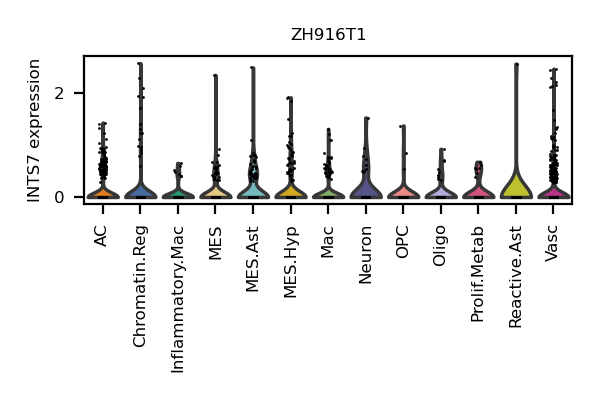 ZH916T1
INTS7 expression
2
0
AC
Chromatin.Reg
Inflammatory.Mac
MES
MES.Ast
MES.Hyp
Mac
Neuron
OPC
Oligo
Prolif.Metab
Reactive.Ast
Vasc